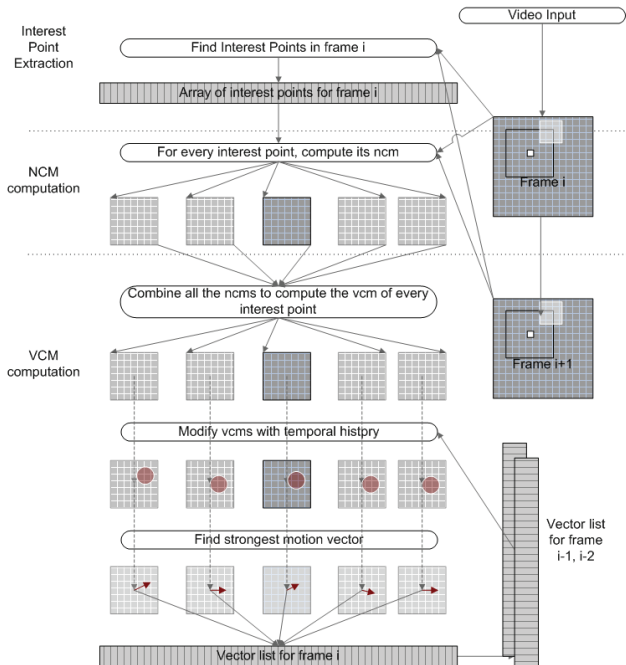 Interest
Point
Extraction
Video Input
Find Interest Points in frame i
Array of interest points for frame i
NCM
computation
For every interest point, compute its ncm
Frame i
Combine all the ncms to compute the vcm of every
interest point
VCM
computation
Frame i+1
Modify vcms with temporal histpry
Find strongest motion vector
Vector list
for frame
i-1, i-2
Vector list for frame i